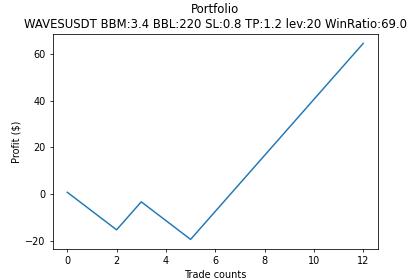 Portfolio
WAVESUSDT BBM:3.4 BBL:220 SL:0.8 TP:1.2 lev:20 WinRatio:69.0
60
40
20
0
−20
Profit ($)
0 2 4 6 8 10 12
Trade counts